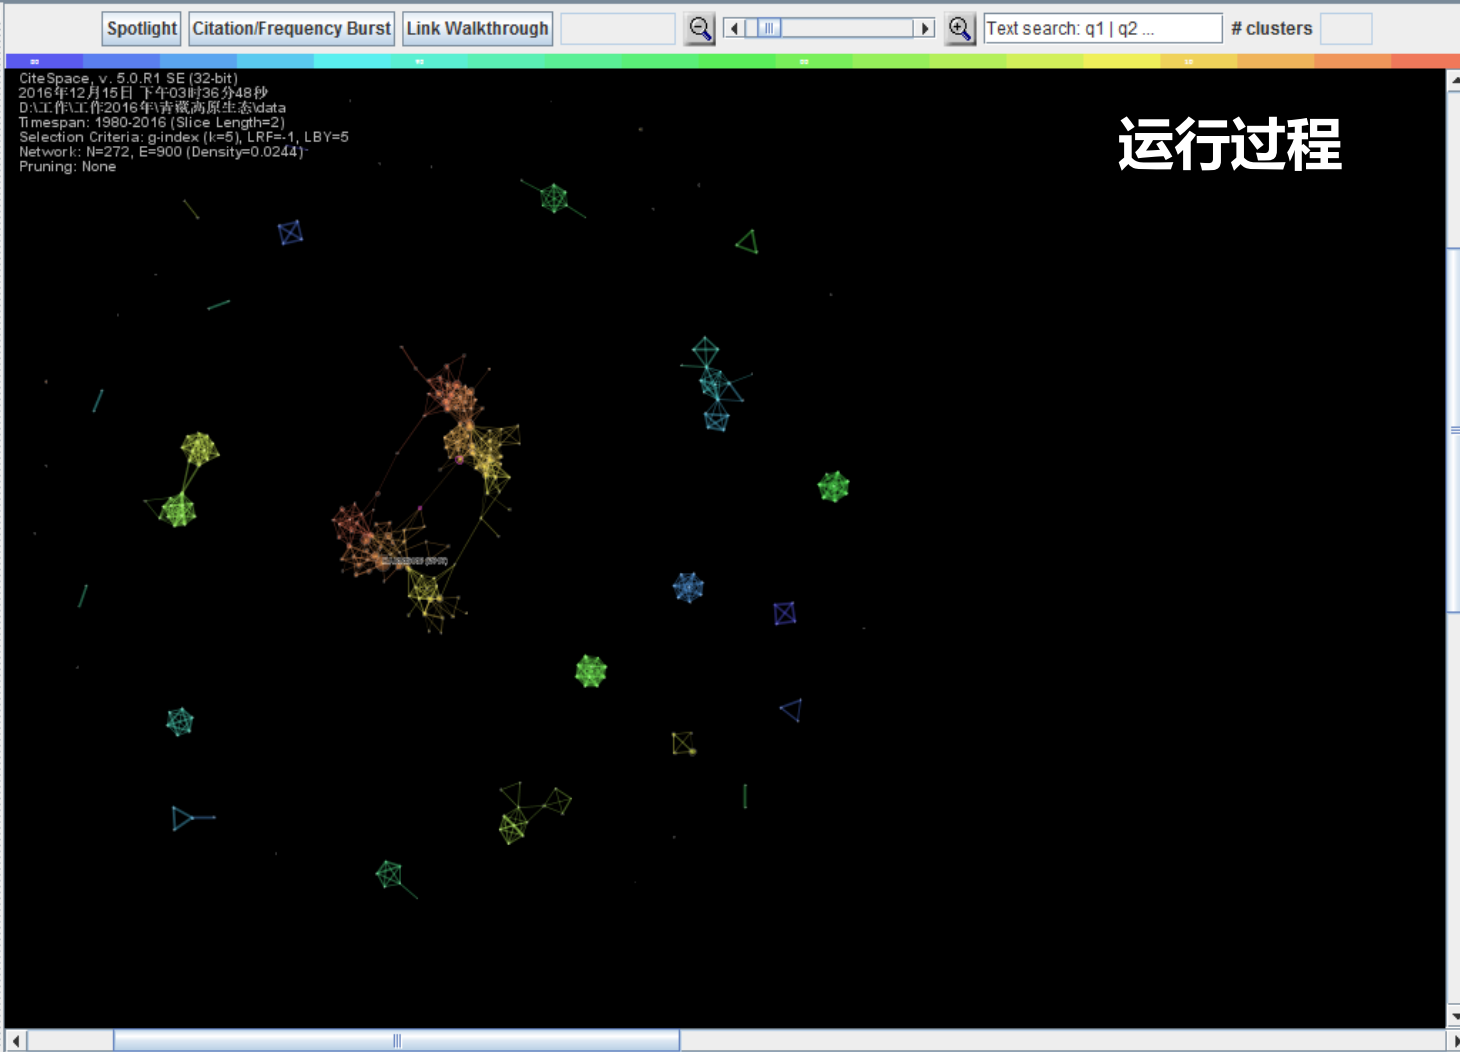 Spotlight Citation/Frequency Burst Link Walkthrough Text search: q1 | q2 ... # clusters
CiteSpace, v. 5.0.R1 SE (32-bit)
2016年12月15日 下午03时36分48秒
D:\工作\工作2016年\青藏高原生态\data
Timespan: 1980-2016 (Slice Length=2)
Selection Criteria: g-index (k=5), LRF=-1, LBY=5
Network: N=272, E=900 (Density=0.0244)
Pruning: None
运行过程